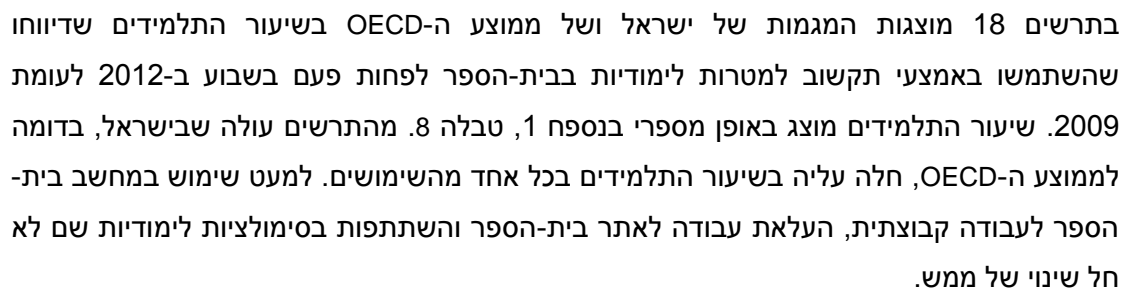 בתרשים 18 מוצגות המגמות של ישראל ושל ממוצע ה-OECD בשיעור התלמידים שדיווחו
שהשתמשו באמצעי תקשוב למטרות לימודיות בבית-הספר לפחות פעם בשבוע ב-2012 לעומת
2009. שיעור התלמידים מוצג באופן מספרי בנספח 1, טבלה 8. מהתרשים עולה שבישראל, בדומה
לממוצע ה-OECD, חלה עליה בשיעור התלמידים בכל אחד מהשימושים. למעט שימוש במחשב בית-
הספר לעבודה קבוצתית, העלאת עבודה לאתר בית-הספר והשתתפות בסימולציות לימודיות שם לא
חל שינוי של ממש.